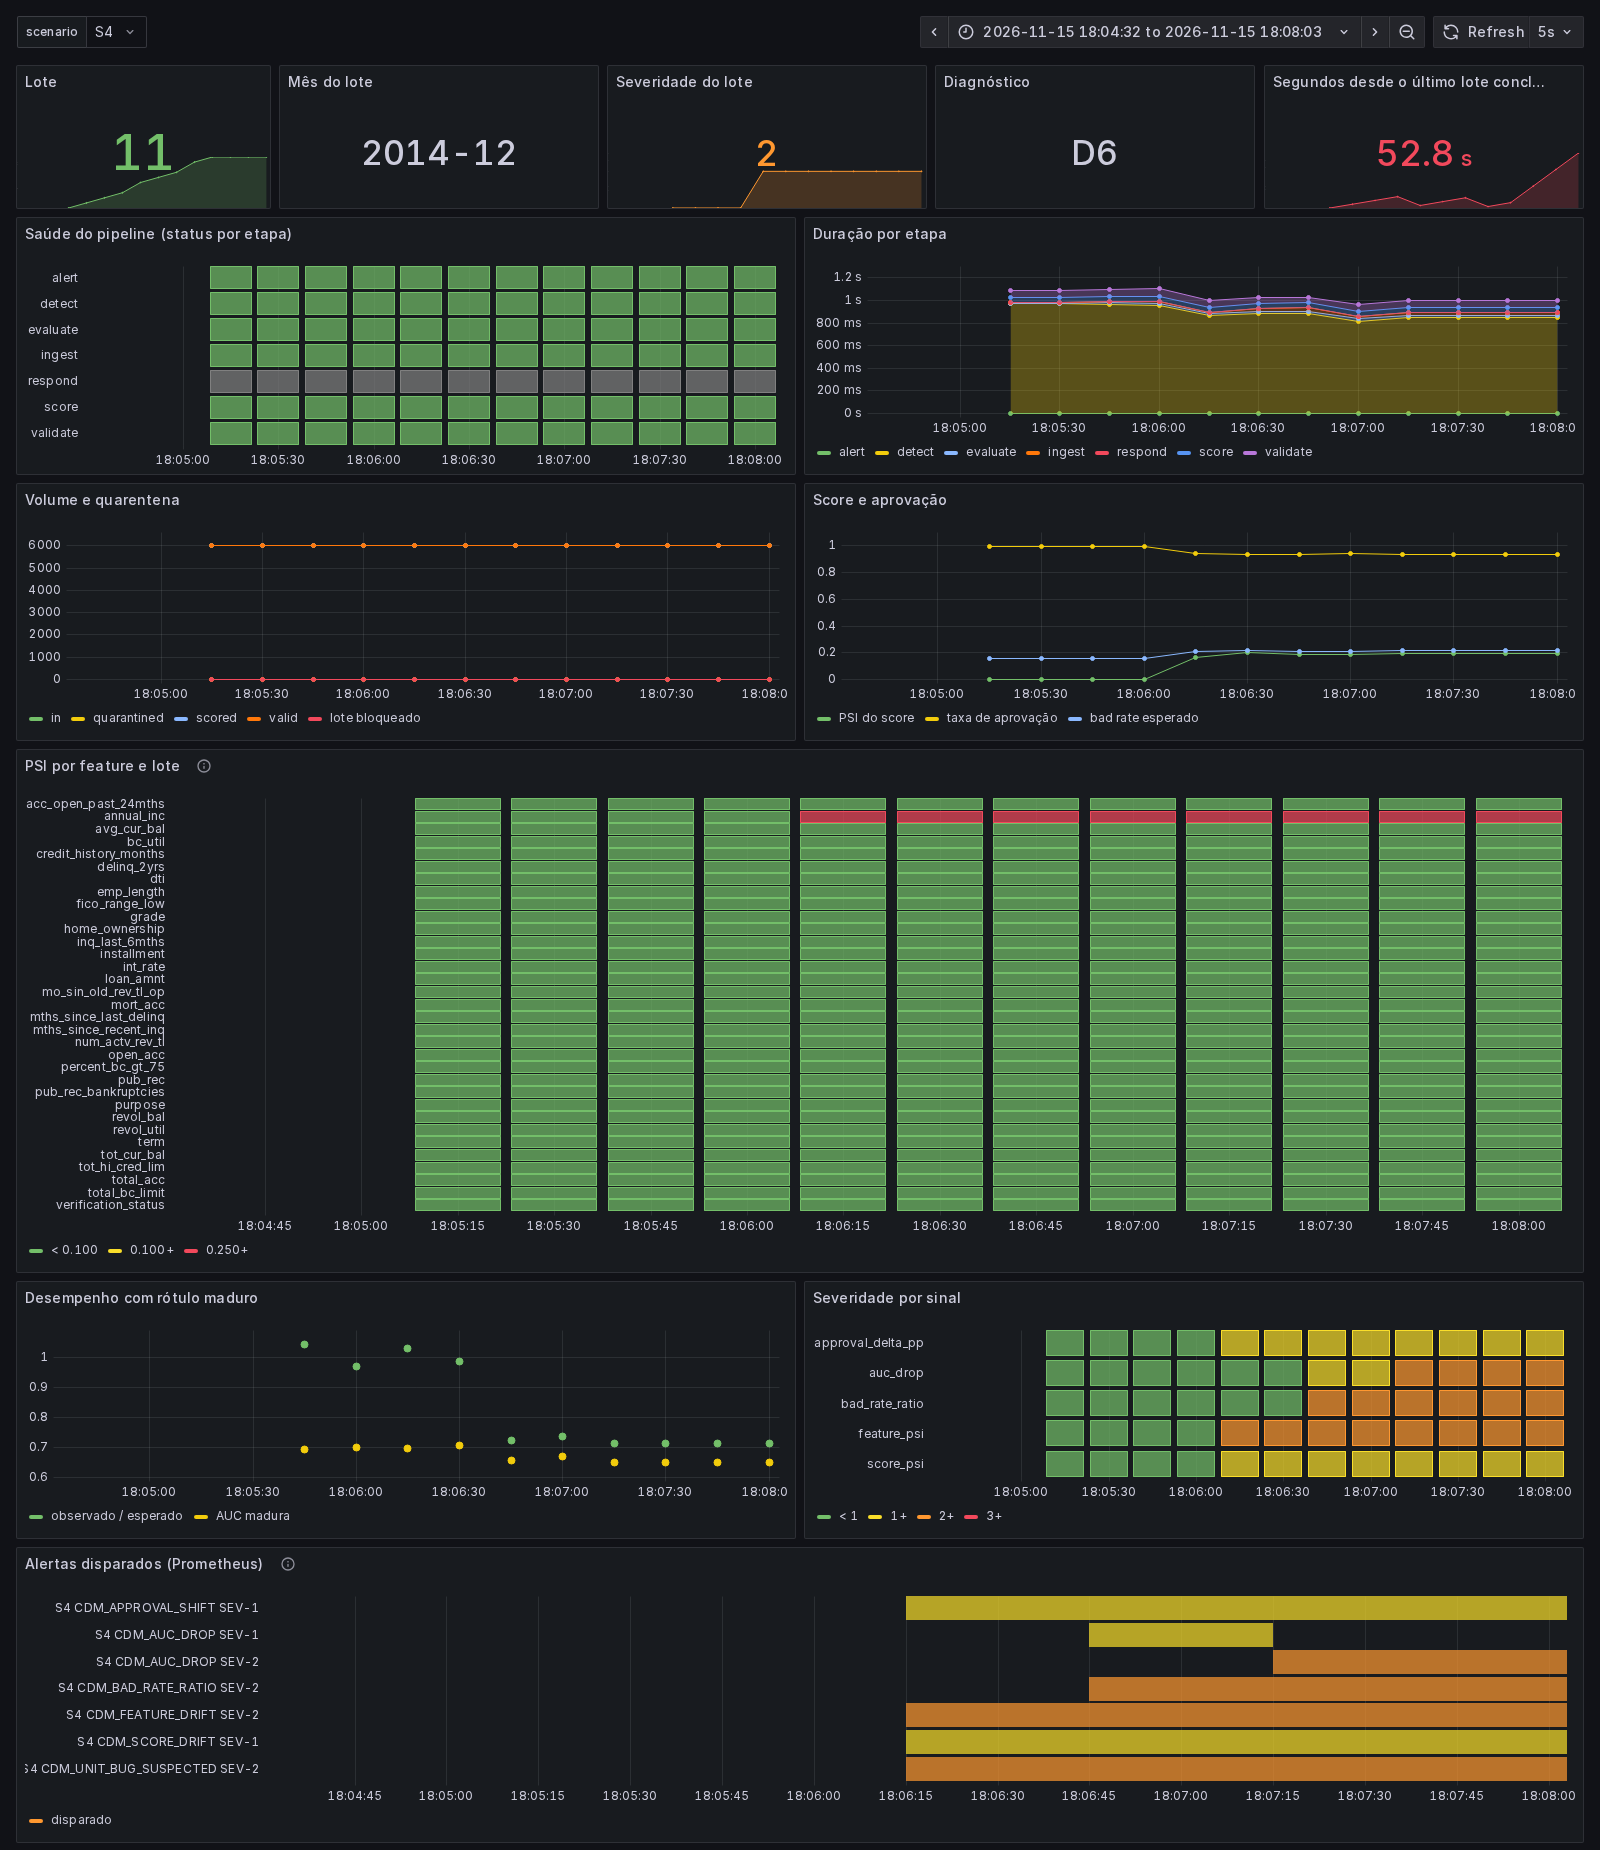 scenario S4 2026-11-15 18:04:32 to 2026-11-15 18:08:03 Refresh 5s
Lote
11
Mês do lote
2014-12
Severidade do lote
2
Diagnóstico
D6
Segundos desde o último lote concl...
52.8 s
Saúde do pipeline (status por etapa)
alert
detect
evaluate
ingest
respond
score
validate
18:05:00 18:05:30 18:06:00 18:06:30 18:07:00 18:07:30 18:08:00
Duração por etapa
1.2 s
1 s
800 ms
600 ms
400 ms
200 ms
0 s
18:05:00 18:05:30 18:06:00 18:06:30 18:07:00 18:07:30 18:08:0
alert detect evaluate ingest respond score validate
Volume e quarentena
6000
5000
4000
3000
2000
1000
0
18:05:00 18:05:30 18:06:00 18:06:30 18:07:00 18:07:30 18:08:0
in quarantined scored valid lote bloqueado
Score e aprovação
1
0.8
0.6
0.4
0.2
0
18:05:00 18:05:30 18:06:00 18:06:30 18:07:00 18:07:30 18:08:0
PSI do score taxa de aprovação bad rate esperado
PSI por feature e lote
acc_open_past_24mths
annual_inc
avg_cur_bal
bc_util
credit_history_months
delinq_2yrs
dti
emp_length
fico_range_low
grade
home_ownership
inq_last_6mths
installment
int_rate
loan_amnt
mo_sin_old_rev_tl_op
mort_acc
mths_since_last_delinq
mths_since_recent_inq
num_actv_rev_tl
open_acc
percent_bc_gt_75
pub_rec
pub_rec_bankruptcies
purpose
revol_bal
revol_util
term
tot_cur_bal
tot_hi_cred_lim
total_acc
total_bc_limit
verification_status
18:04:45 18:05:00 18:05:15 18:05:30 18:05:45 18:06:00 18:06:15 18:06:30 18:06:45 18:07:00 18:07:15 18:07:30 18:07:45 18:08:00
< 0.100 0.100+ 0.250+
Desempenho com rótulo maduro
1
0.9
0.8
0.7
0.6
18:05:00 18:05:30 18:06:00 18:06:30 18:07:00 18:07:30 18:08:0
observado / esperado AUC madura
Severidade por sinal
approval_delta_pp
auc_drop
bad_rate_ratio
feature_psi
score_psi
18:05:00 18:05:30 18:06:00 18:06:30 18:07:00 18:07:30 18:08:00
< 1 1+ 2+ 3+
Alertas disparados (Prometheus)
S4 CDM_APPROVAL_SHIFT SEV-1
S4 CDM_AUC_DROP SEV-1
S4 CDM_AUC_DROP SEV-2
S4 CDM_BAD_RATE_RATIO SEV-2
S4 CDM_FEATURE_DRIFT SEV-2
S4 CDM_SCORE_DRIFT SEV-1
S4 CDM_UNIT_BUG_SUSPECTED SEV-2
18:04:45 18:05:00 18:05:15 18:05:30 18:05:45 18:06:00 18:06:15 18:06:30 18:06:45 18:07:00 18:07:15 18:07:30 18:07:45 18:08:00
disparado